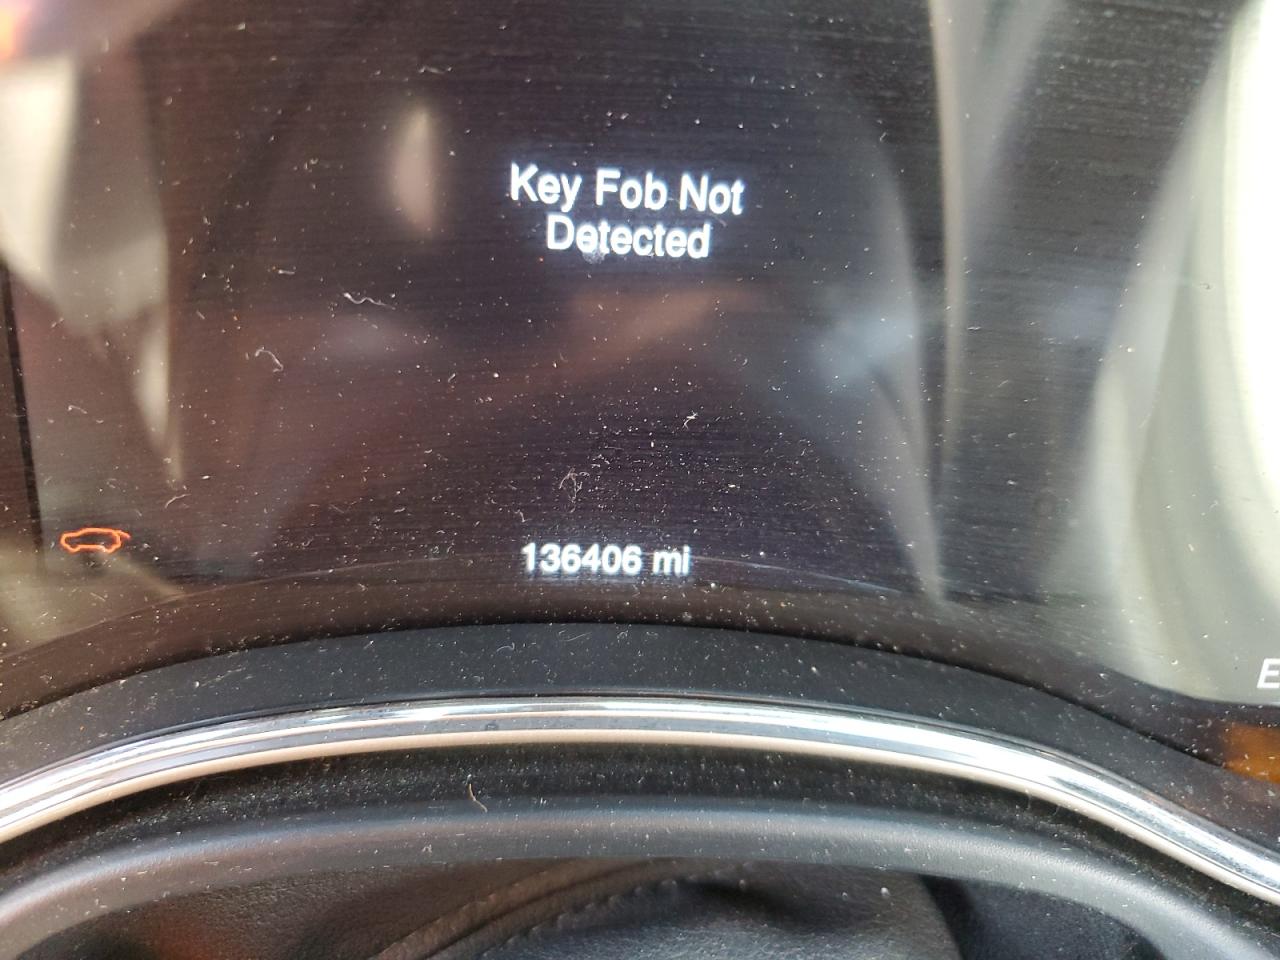 Key Fob Not
Detected
136406 mi
E